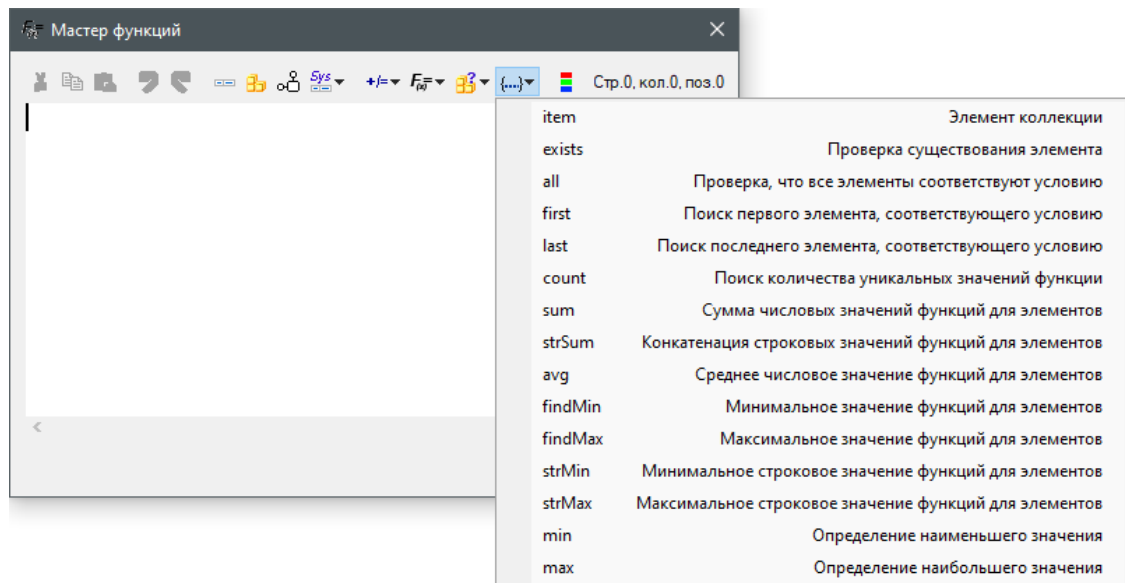 Мастер функций
Sys +/= F(x)= {...} Стр.0, кол.0, поз.0
item Элемент коллекции
exists Проверка существования элемента
all Проверка, что все элементы соответствуют условию
first Поиск первого элемента, соответствующего условию
last Поиск последнего элемента, соответствующего условию
count Поиск количества уникальных значений функции
sum Сумма числовых значений функций для элементов
strSum Конкатенация строковых значений функций для элементов
avg Среднее числовое значение функций для элементов
findMin Минимальное значение функций для элементов
findMax Максимальное значение функций для элементов
strMin Минимальное строковое значение функций для элементов
strMax Максимальное строковое значение функций для элементов
min Определение наименьшего значения
max Определение наибольшего значения